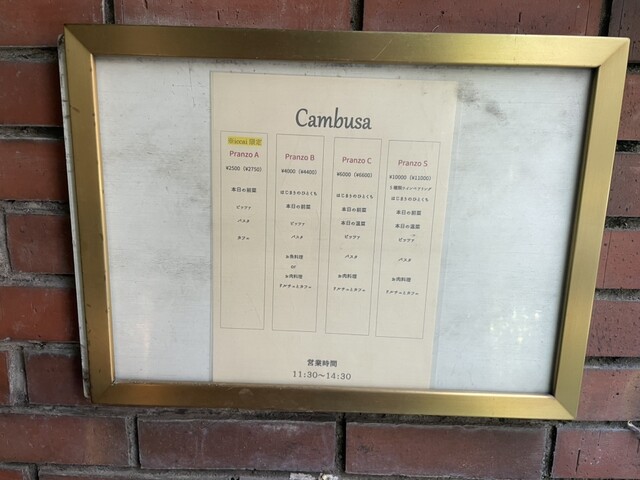 Cambusa
平日限定
Pranzo A
¥2500 (¥2750)
本日の前菜
ピッツァ
パスタ
カフェ
Pranzo B
¥4000 (¥4400)
はじまりのひとくち
本日の前菜
ピッツァ
パスタ
お魚料理
or
お肉料理
ドルチェとカフェ
Pranzo C
¥6000 (¥6600)
はじまりのひとくち
本日の前菜
本日の温菜
ピッツァ
パスタ
お肉料理
ドルチェとカフェ
Pranzo S
¥10000 (¥11000)
はじまりのひとくち
本日の前菜
本日の温菜
ピッツァ
パスタ
お肉料理
ドルチェとカフェ
営業時間
11:30～14:30